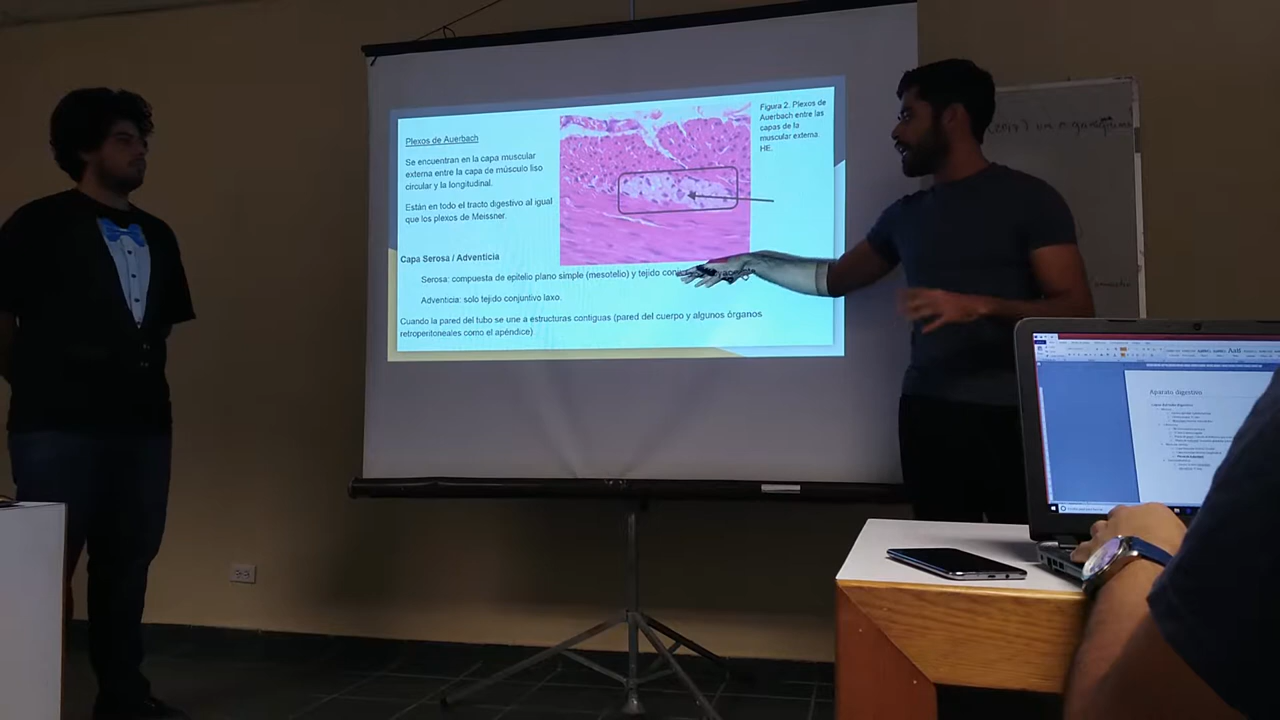 Plexos de Auerbach
Se encuentran en la capa muscular
externa entre la capa de músculo liso
circular y la longitudinal.
Están en todo el tracto digestivo al igual
que los plexos de Meissner.
Figura 2. Plexos de
Auerbach entre las
capas de la
muscular externa.
HE.
Capa Serosa / Adventicia
Serosa: compuesta de epitelio plano simple (mesotelio) y tejido
Adventicia: solo tejido conjuntivo laxo.
Cuando la pared del tubo se une a estructuras contiguas (pared del cuerpo y algunos órganos
retroperitoneales como el apéndice)
Aparato digestivo